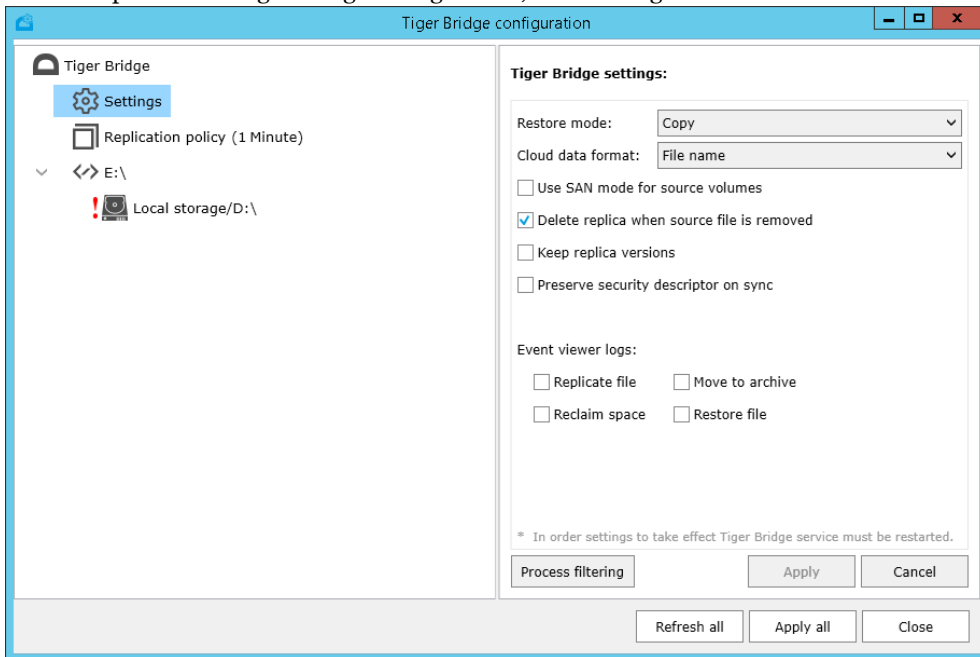 Tiger Bridge configuration
Tiger Bridge
Settings
Replication policy (1 Minute)
E:\
! Local storage/D:\
Tiger Bridge settings:
Restore mode: Copy
Cloud data format: File name
Use SAN mode for source volumes
Delete replica when source file is removed
Keep replica versions
Preserve security descriptor on sync
Event viewer logs:
Replicate file Move to archive
Reclaim space Restore file
* In order settings to take effect Tiger Bridge service must be restarted.
Process filtering Apply Cancel
Refresh all Apply all Close